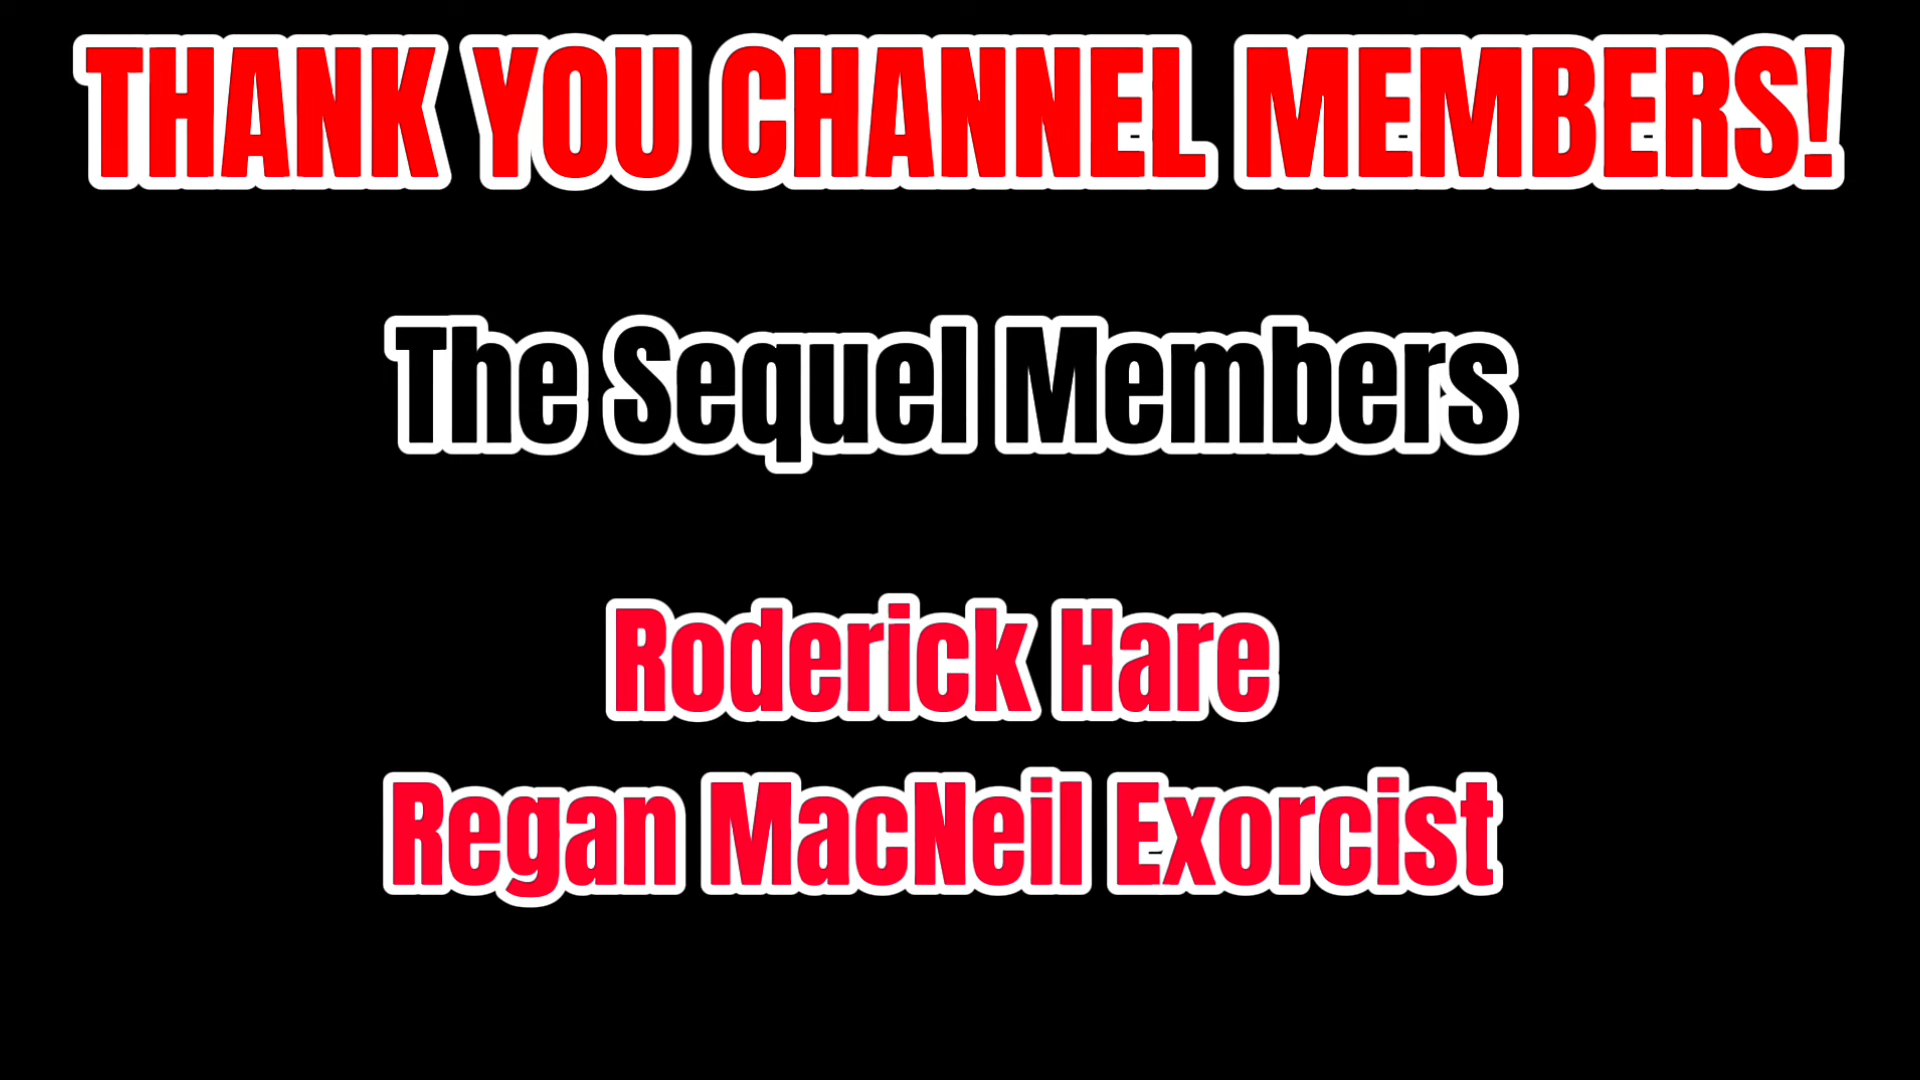 THANK YOU CHANNEL MEMBERS!
The Sequel Members
Roderick Hare
Regan MacNeil Exorcist